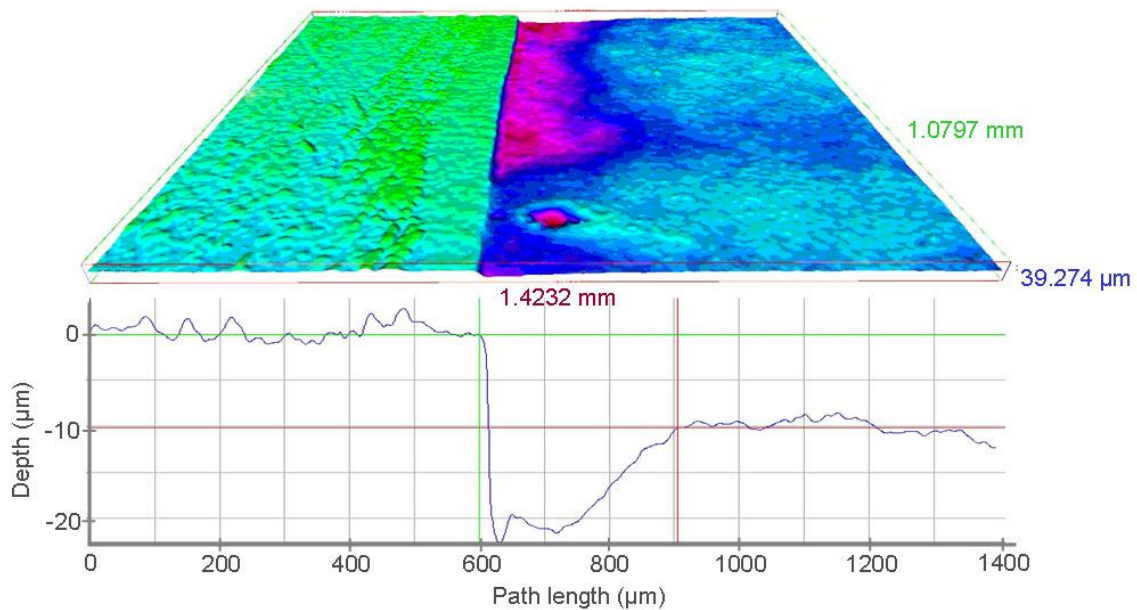 1.0797 mm
39.274 µm
1.4232 mm
0
-10
-20
Depth (µm)
0 200 400 600 800 1000 1200 1400
Path length (µm)